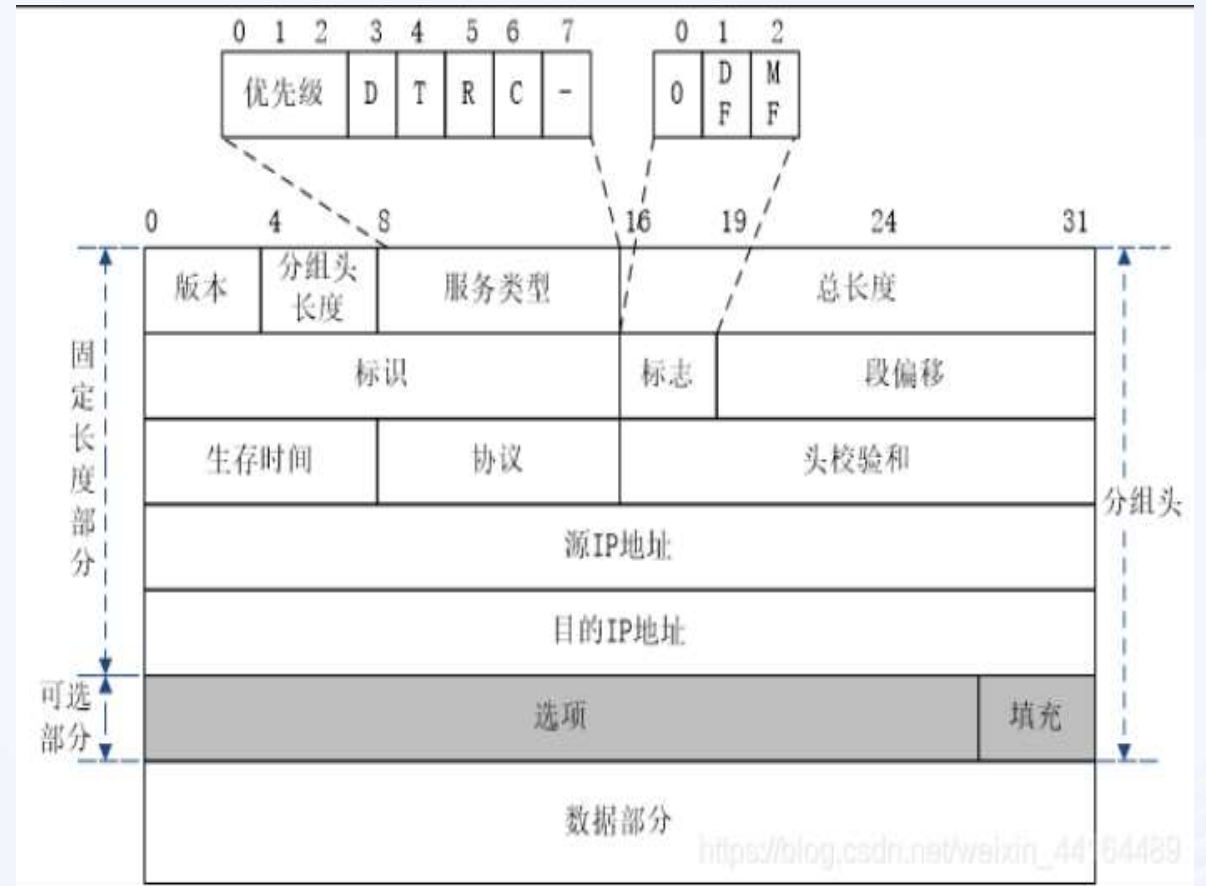 0 1 2 3 4 5 6 7
0 1 2
优先级 D T R C -
0 DF MF
0 4 8 16 19 24 31
版本 分组头长度 服务类型 总长度
标识 标志 段偏移
生存时间 协议 头校验和
源IP地址
目的IP地址
选项 填充
数据部分
固定长度部分
可选部分
分组头
https://blog.csdn.net/weixin_44164489